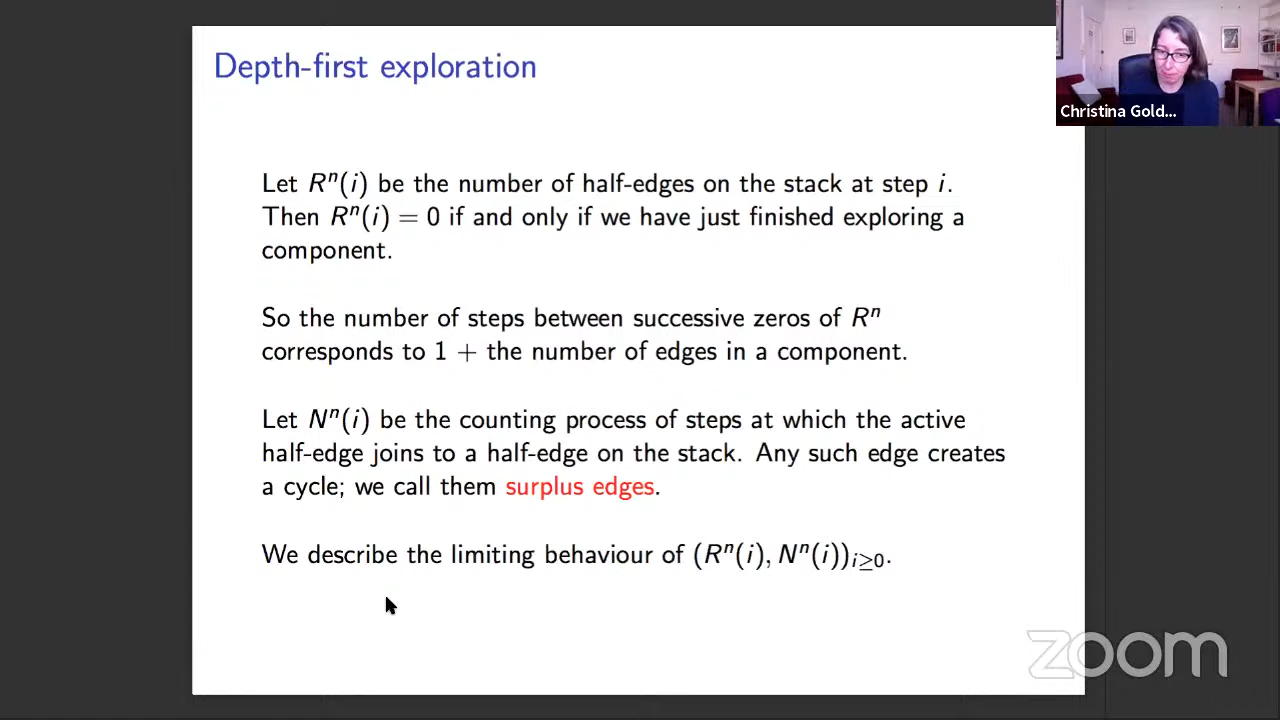 Depth-first exploration
Christina Gold...
Let Rⁿ(i) be the number of half-edges on the stack at step i.
Then Rⁿ(i) = 0 if and only if we have just finished exploring a
component.
So the number of steps between successive zeros of Rⁿ
corresponds to 1 + the number of edges in a component.
Let Nⁿ(i) be the counting process of steps at which the active
half-edge joins to a half-edge on the stack. Any such edge creates
a cycle; we call them surplus edges.
We describe the limiting behaviour of (Rⁿ(i), Nⁿ(i))ᵢ≥₀.
zoom